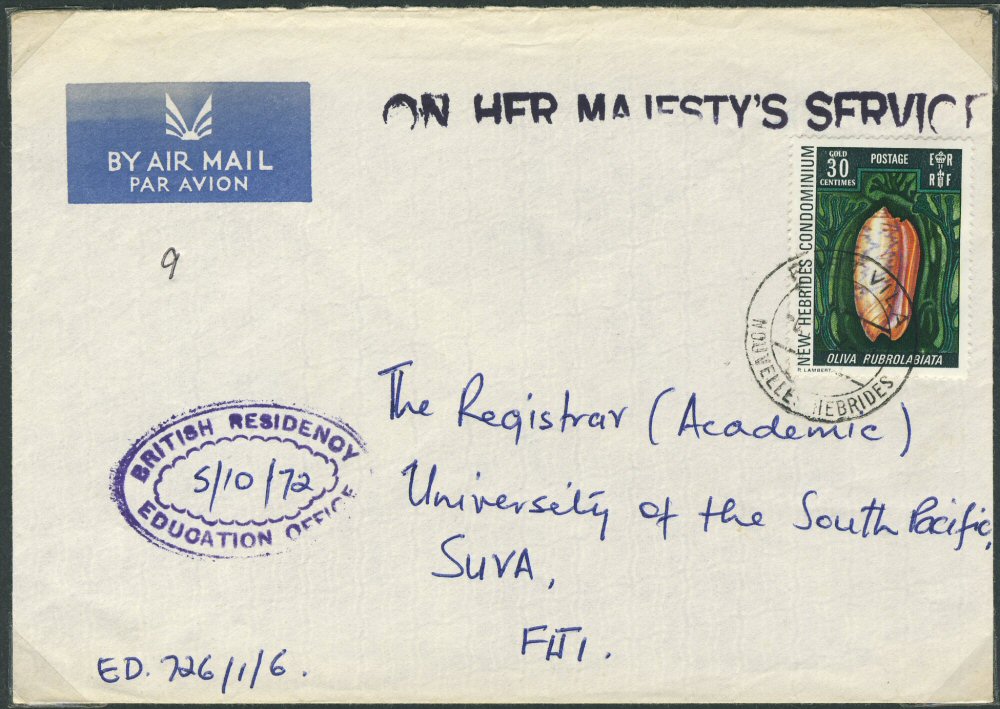 ON HER MAJESTY'S SERVICE
BY AIR MAIL
PAR AVION
9
NEW HEBRIDES CONDOMINIUM
GOLD
30
CENTIMES
POSTAGE
E R
R F
OLIVA RUBROLABIATA
P. LAMBERT
VILA
NOUVELLES HEBRIDES
The Registrar (Academic)
University of the South Pacific,
SUVA,
FIJI.
BRITISH RESIDENCY
5/10/72
EDUCATION OFFICE
ED. 726/1/6.